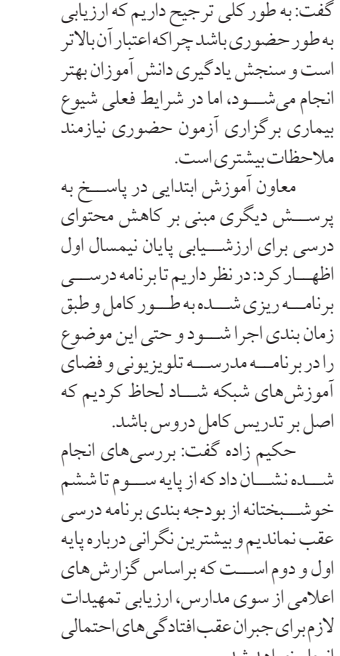 گفت: به طور کلی ترجیح داریم که ارزیابی
به طور حضوری باشد چراکه اعتبار آن بالاتر
است و سنجش یادگیری دانش آموزان بهتر
انجام می‌شود، اما در شرایط فعلی شیوع
بیماری برگزاری آزمون حضوری نیازمند
ملاحظات بیشتری است.
معاون آموزش ابتدایی در پاسخ به
پرسش دیگری مبنی بر کاهش محتوای
درسی برای ارزشیابی پایان نیمسال اول
اظهار کرد: در نظر داریم تا برنامه درسی
برنامه ریزی شده به طور کامل و طبق
زمان بندی اجرا شود و حتی این موضوع
را در برنامه مدرسه تلویزیونی و فضای
آموزش‌های شبکه شاد لحاظ کردیم که
اصل بر تدریس کامل دروس باشد.
حکیم زاده گفت: بررسی‌های انجام
شده نشان داد که از پایه سوم تا ششم
خوشبختانه از بودجه بندی برنامه درسی
عقب نماندیم و بیشترین نگرانی درباره پایه
اول و دوم است که براساس گزارش‌های
اعلامی از سوی مدارس، ارزیابی تمهیدات
لازم برای جبران عقب افتادگی‌های احتمالی